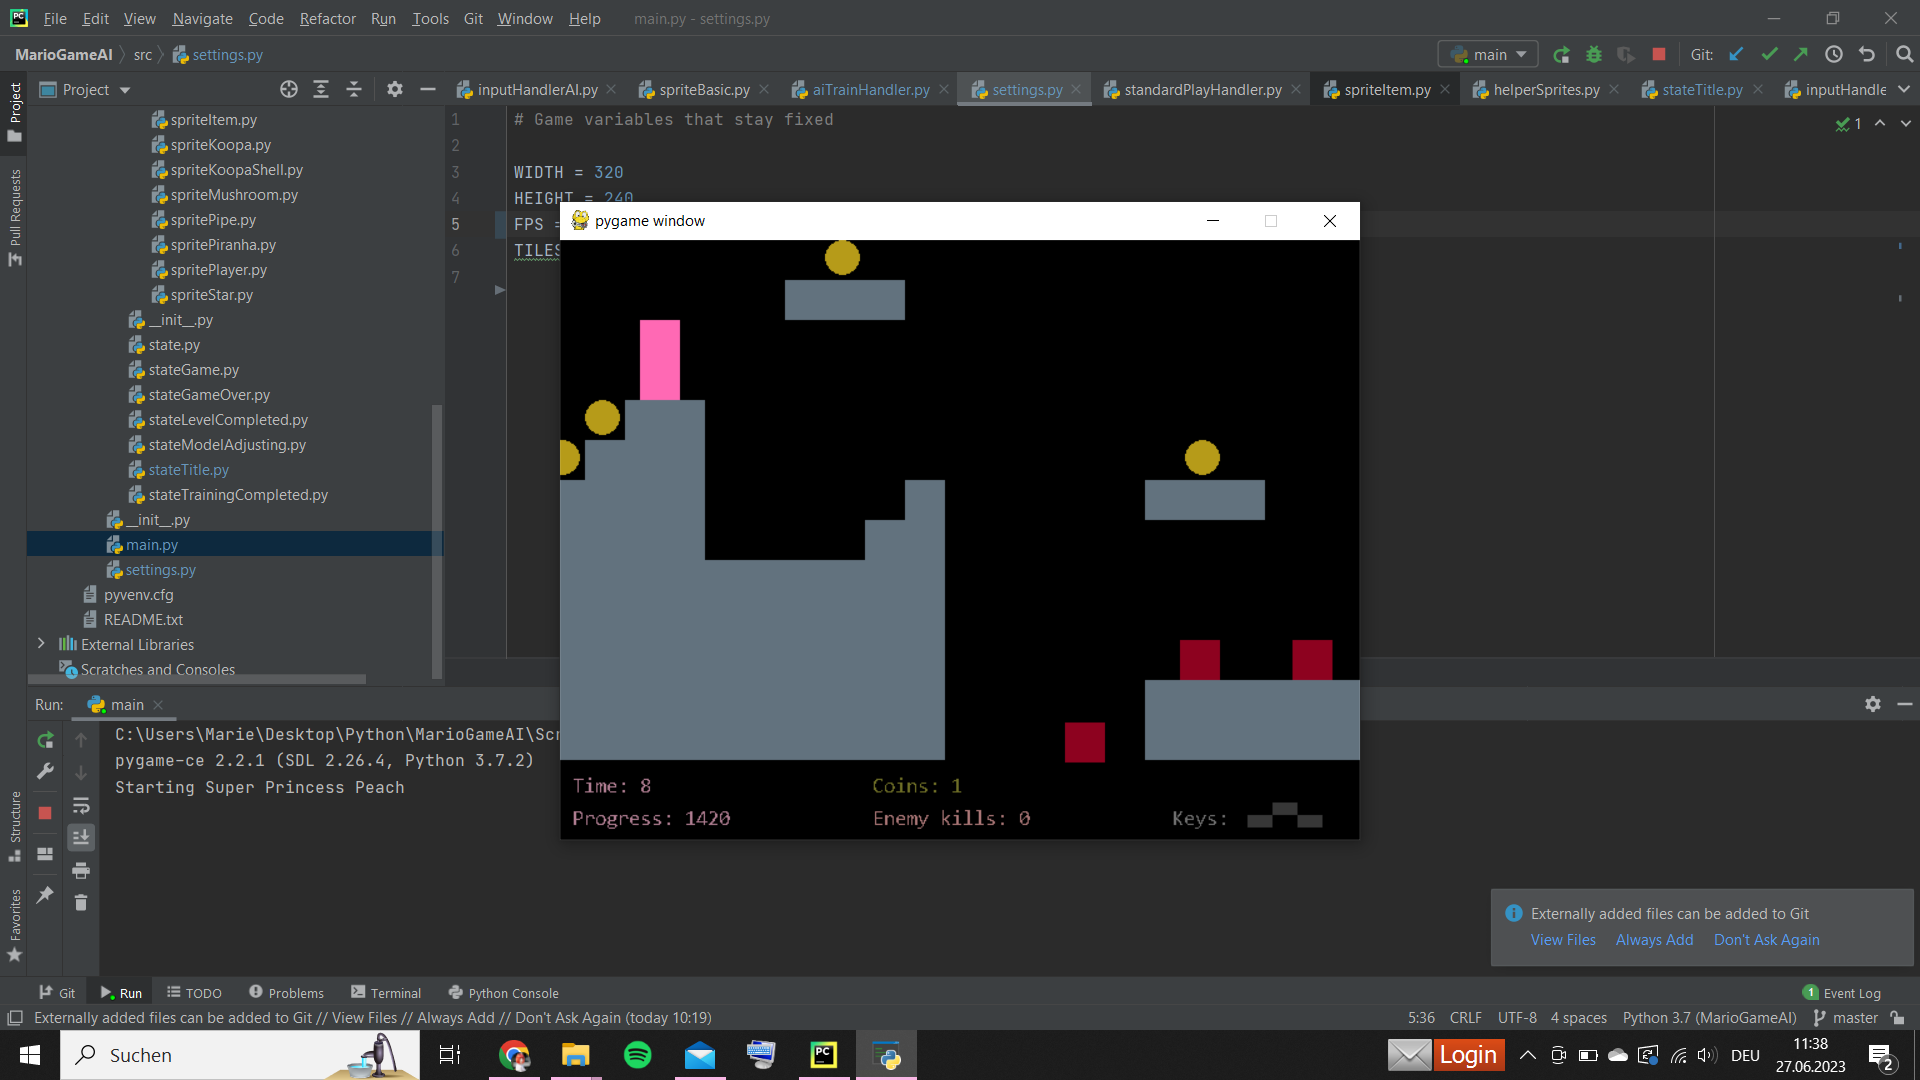 File Edit View Navigate Code Refactor Run Tools Git Window Help main.py - settings.py
MarioGameAI src settings.py main Git:
Project
inputHandlerAI.py spriteBasic.py aiTrainHandler.py settings.py standardPlayHandler.py spriteItem.py helperSprites.py stateTitle.py inputHandle
Project
Pull Requests
Structure
Favorites
spriteItem.py
spriteKoopa.py
spriteKoopaShell.py
spriteMushroom.py
spritePipe.py
spritePiranha.py
spritePlayer.py
spriteStar.py
__init__.py
state.py
stateGame.py
stateGameOver.py
stateLevelCompleted.py
stateModelAdjusting.py
stateTitle.py
stateTrainingCompleted.py
__init__.py
main.py
settings.py
pyvenv.cfg
README.txt
External Libraries
Scratches and Consoles
1 # Game variables that stay fixed
2
3 WIDTH = 320
4 HEIGHT = 240
5 FPS =
6 TILES
7
1
pygame window
Time: 8 Coins: 1
Progress: 1420 Enemy kills: 0 Keys:
Run: main
C:\Users\Marie\Desktop\Python\MarioGameAI\Scr
pygame-ce 2.2.1 (SDL 2.26.4, Python 3.7.2)
Starting Super Princess Peach
Externally added files can be added to Git
View Files Always Add Don't Ask Again
Git Run TODO Problems Terminal Python Console 1 Event Log
Externally added files can be added to Git // View Files // Always Add // Don't Ask Again (today 10:19) 5:36 CRLF UTF-8 4 spaces Python 3.7 (MarioGameAI) master
Suchen PC Login DEU 11:38
27.06.2023 2